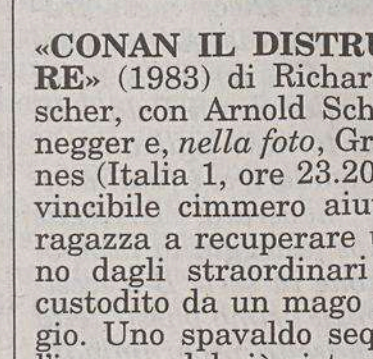 «CONAN IL DISTRU
RE» (1983) di Richar
scher, con Arnold Sch
negger e, nella foto, Gr
nes (Italia 1, ore 23.20
vincibile cimmero aiu
ragazza a recuperare
no dagli straordinari
custodito da un mago
gio. Uno spavaldo seq